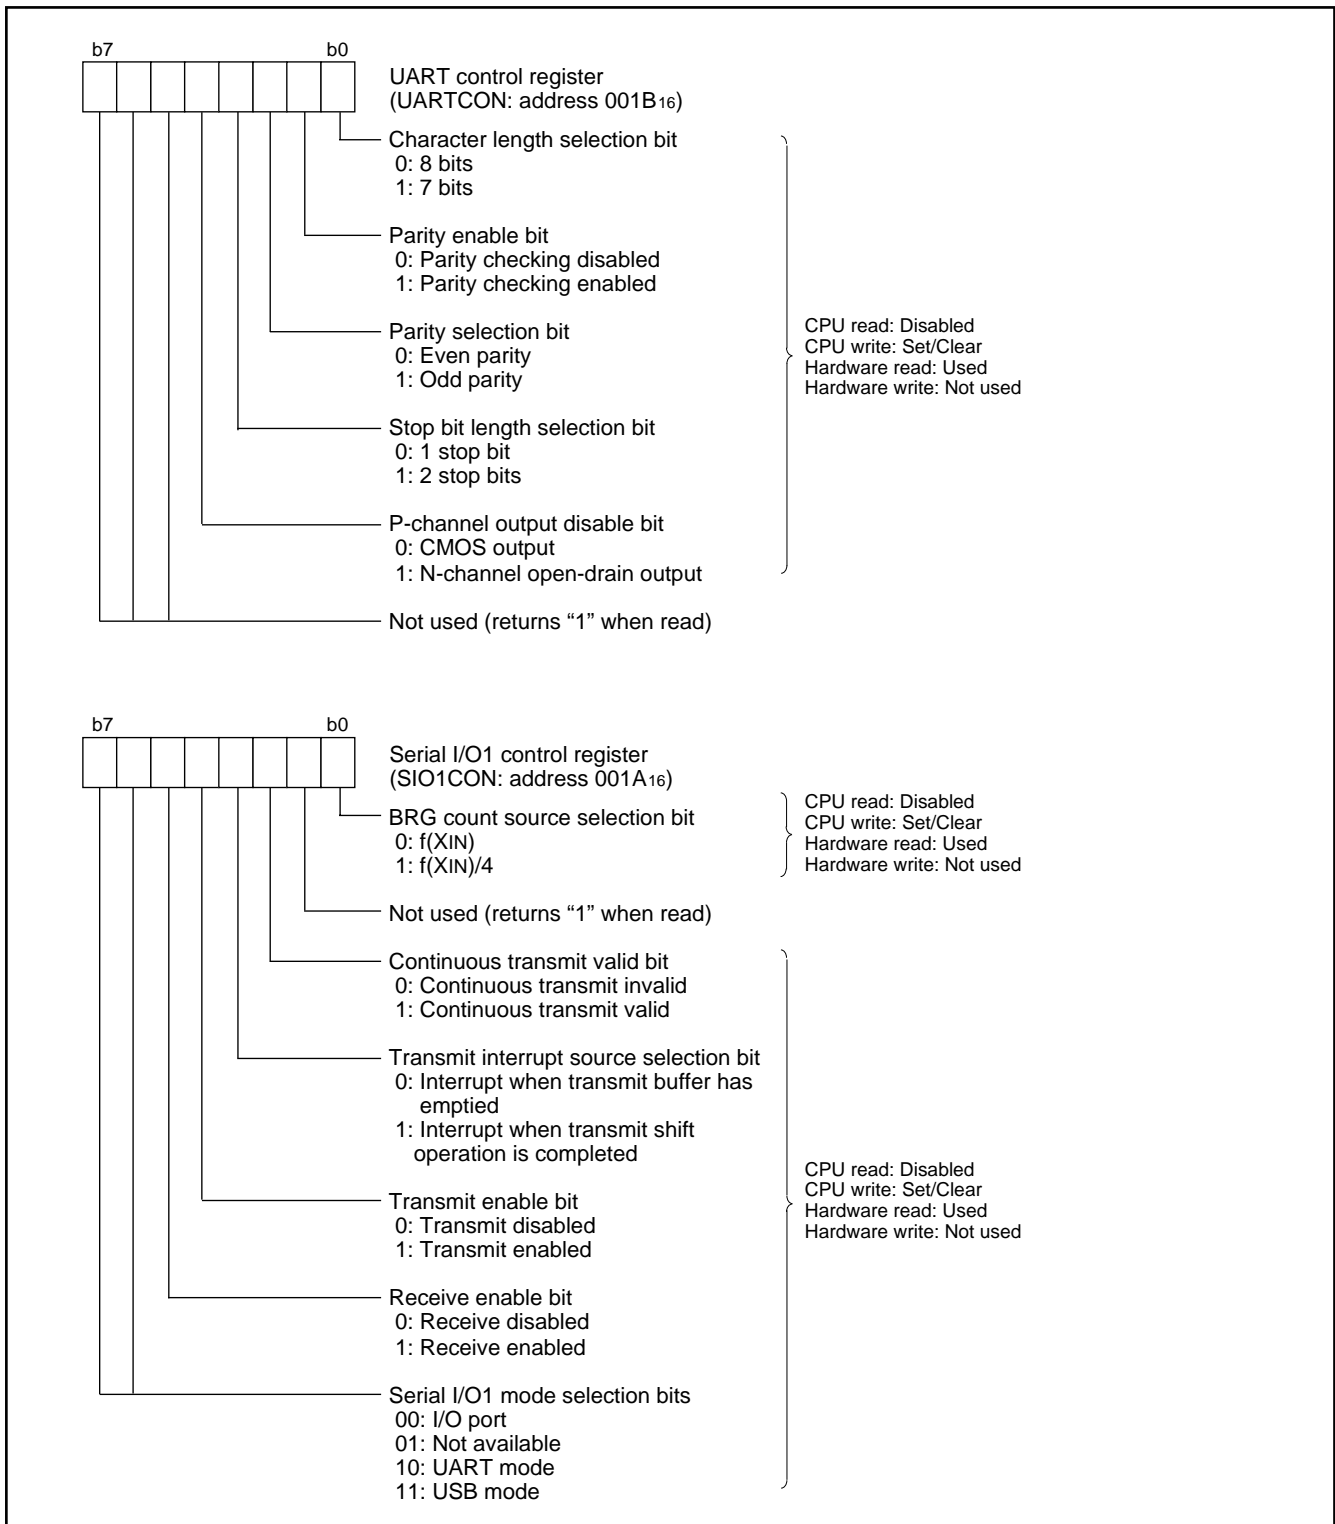 b7 b0
UART control register
(UARTCON: address 001B16)
Character length selection bit
0: 8 bits
1: 7 bits
Parity enable bit
0: Parity checking disabled
1: Parity checking enabled
Parity selection bit
0: Even parity
1: Odd parity
Stop bit length selection bit
0: 1 stop bit
1: 2 stop bits
P-channel output disable bit
0: CMOS output
1: N-channel open-drain output
CPU read: Disabled
CPU write: Set/Clear
Hardware read: Used
Hardware write: Not used
Not used (returns “1” when read)
b7 b0
Serial I/O1 control register
(SIO1CON: address 001A16)
BRG count source selection bit
0: f(XIN)
1: f(XIN)/4
CPU read: Disabled
CPU write: Set/Clear
Hardware read: Used
Hardware write: Not used
Not used (returns “1” when read)
Continuous transmit valid bit
0: Continuous transmit invalid
1: Continuous transmit valid
Transmit interrupt source selection bit
0: Interrupt when transmit buffer has
emptied
1: Interrupt when transmit shift
operation is completed
Transmit enable bit
0: Transmit disabled
1: Transmit enabled
Receive enable bit
0: Receive disabled
1: Receive enabled
Serial I/O1 mode selection bits
00: I/O port
01: Not available
10: UART mode
11: USB mode
CPU read: Disabled
CPU write: Set/Clear
Hardware read: Used
Hardware write: Not used